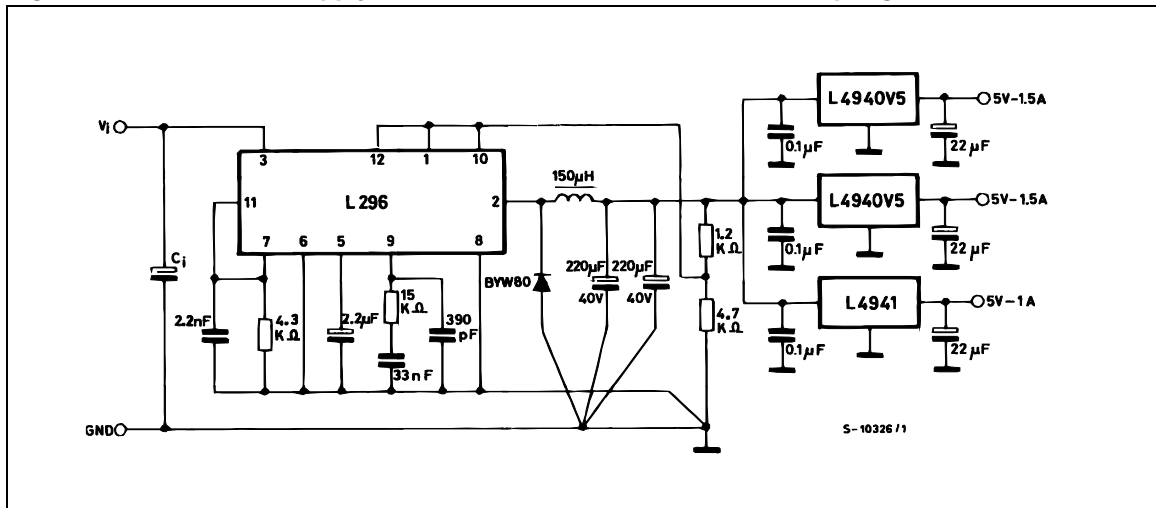 L4940V5
5V-1.5A
0.1µF
22µF
Vi
3
12
1
10
150µH
11
L296
2
L4940V5
5V-1.5A
7
6
5
9
8
1.2
KΩ
0.1µF
22µF
Ci
BYW80
220µF
40V
220µF
40V
L4941
5V-1A
2.2nF
4.3
KΩ
2.2µF
15
KΩ
390
pF
4.7
KΩ
0.1µF
22µF
33nF
GND
S-10326/1